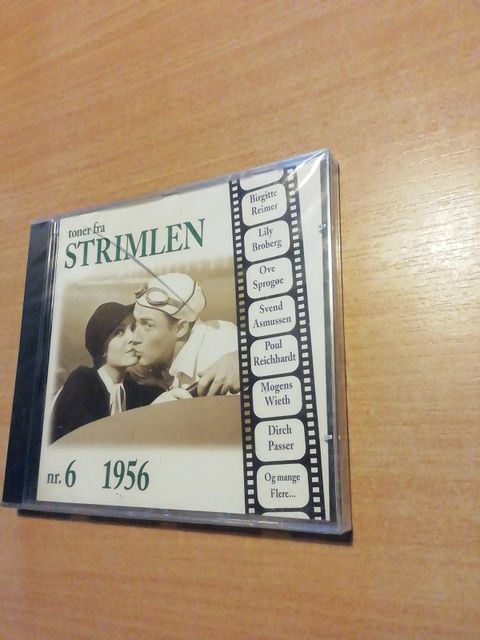 toner fra
STRIMLEN
Birgitte
Reimer
Lily
Broberg
Ove
Sprogøe
Svend
Asmussen
Poul
Reichhardt
Mogens
Wieth
Dirch
Passer
Og mange
Flere...
nr. 6 1956